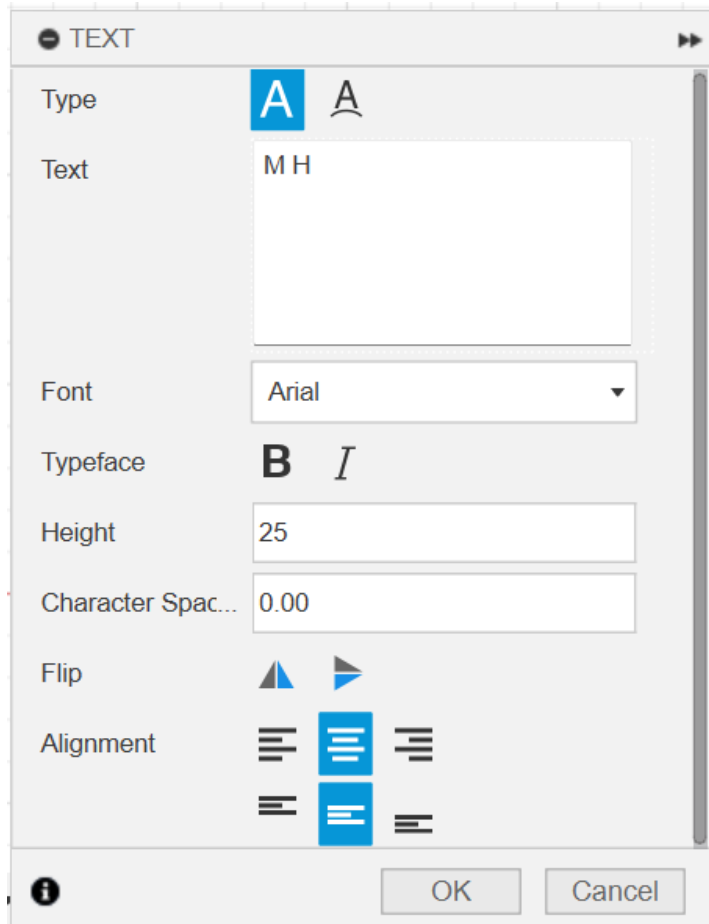 TEXT
Type A A
Text M H
Font Arial
Typeface B I
Height 25
Character Spac... 0.00
Flip
Alignment
OK Cancel